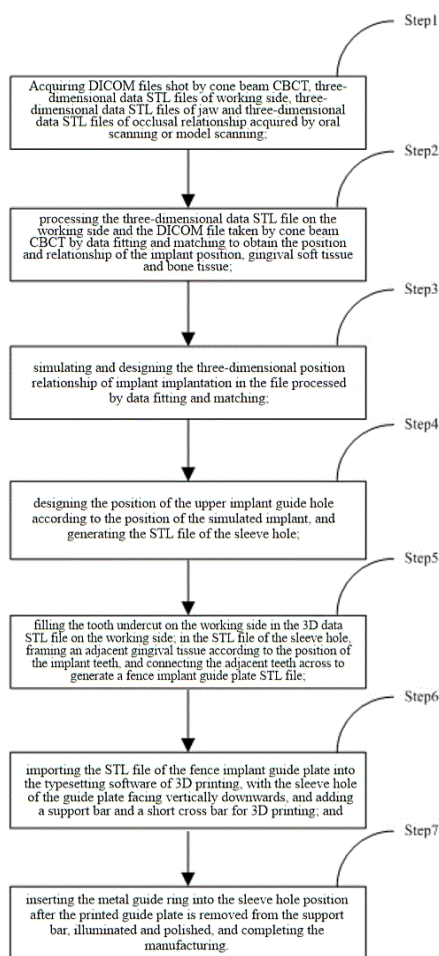 Step1
Acquiring DICOM files shot by cone beam CBCT, three-
dimensional data STL files of working side, three-
dimensional data STL files of jaw and three-dimensional
data STL files of occlusal relationship acquired by oral
scanning or model scanning;
Step2
processing the three-dimensional data STL file on the
working side and the DICOM file taken by cone beam
CBCT by data fitting and matching to obtain the position
and relationship of the implant position, gingival soft tissue
and bone tissue;
Step3
simulating and designing the three-dimensional position
relationship of implant implantation in the file processed
by data fitting and matching;
Step4
designing the position of the upper implant guide hole
according to the position of the simulated implant, and
generating the STL file of the sleeve hole;
Step5
filling the tooth undercut on the working side in the 3D data
STL file on the working side; in the STL file of the sleeve hole,
framing an adjacent gingival tissue according to the position of
the implant teeth, and connecting the adjacent teeth across to
generate a fence implant guide plate STL file;
Step6
importing the STL file of the fence implant guide plate into
the typesetting software of 3D printing, with the sleeve hole
of the guide plate facing vertically downwards, and adding
a support bar and a short cross bar for 3D printing; and
Step7
inserting the metal guide ring into the sleeve hole position
after the printed guide plate is removed from the support
bar, illuminated and polished, and completing the
manufacturing.